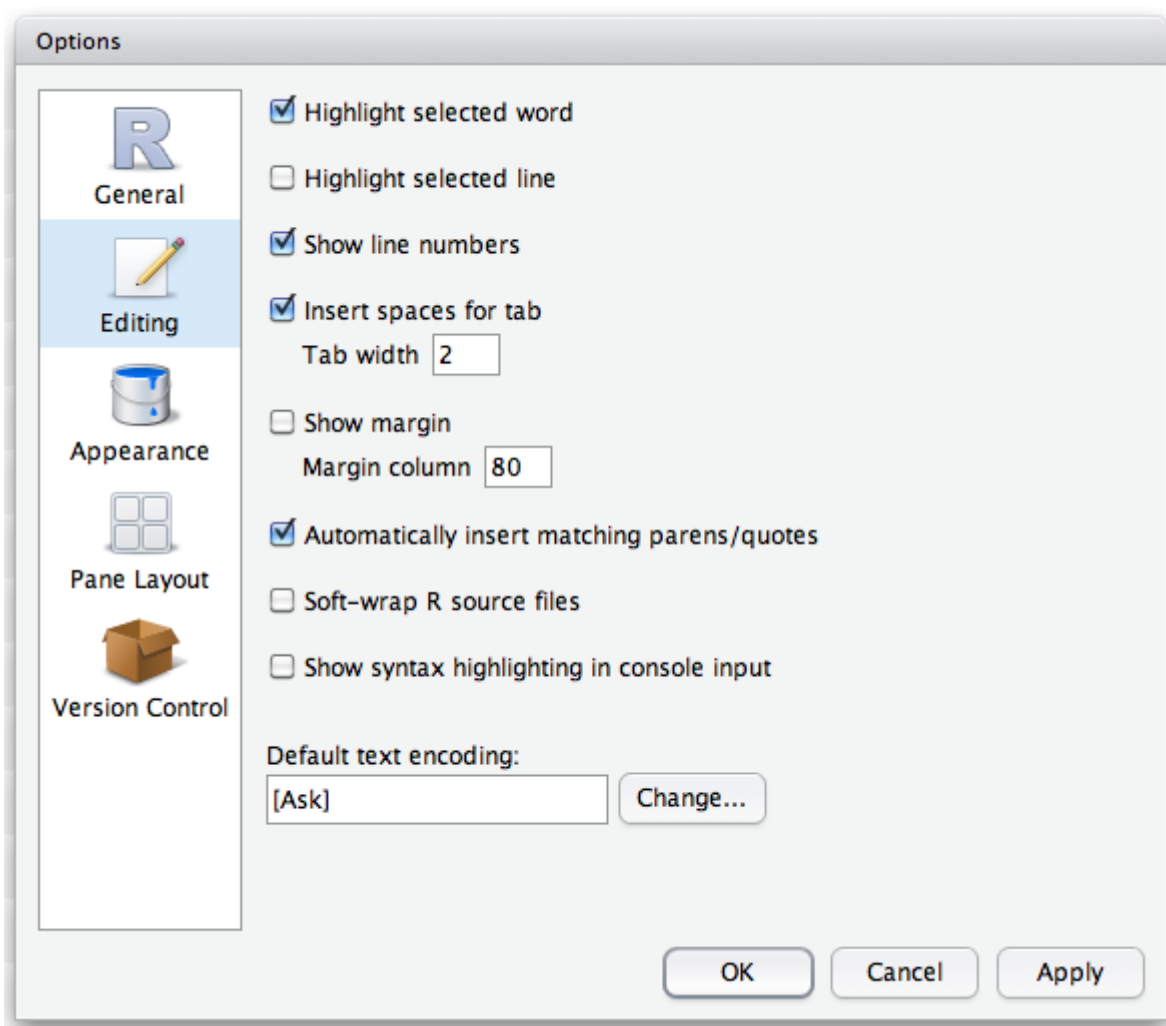 Options
R
General
Editing
Appearance
Pane Layout
Version Control
Highlight selected word
Highlight selected line
Show line numbers
Insert spaces for tab
Tab width 2
Show margin
Margin column 80
Automatically insert matching parens/quotes
Soft-wrap R source files
Show syntax highlighting in console input
Default text encoding:
[Ask] Change...
OK Cancel Apply